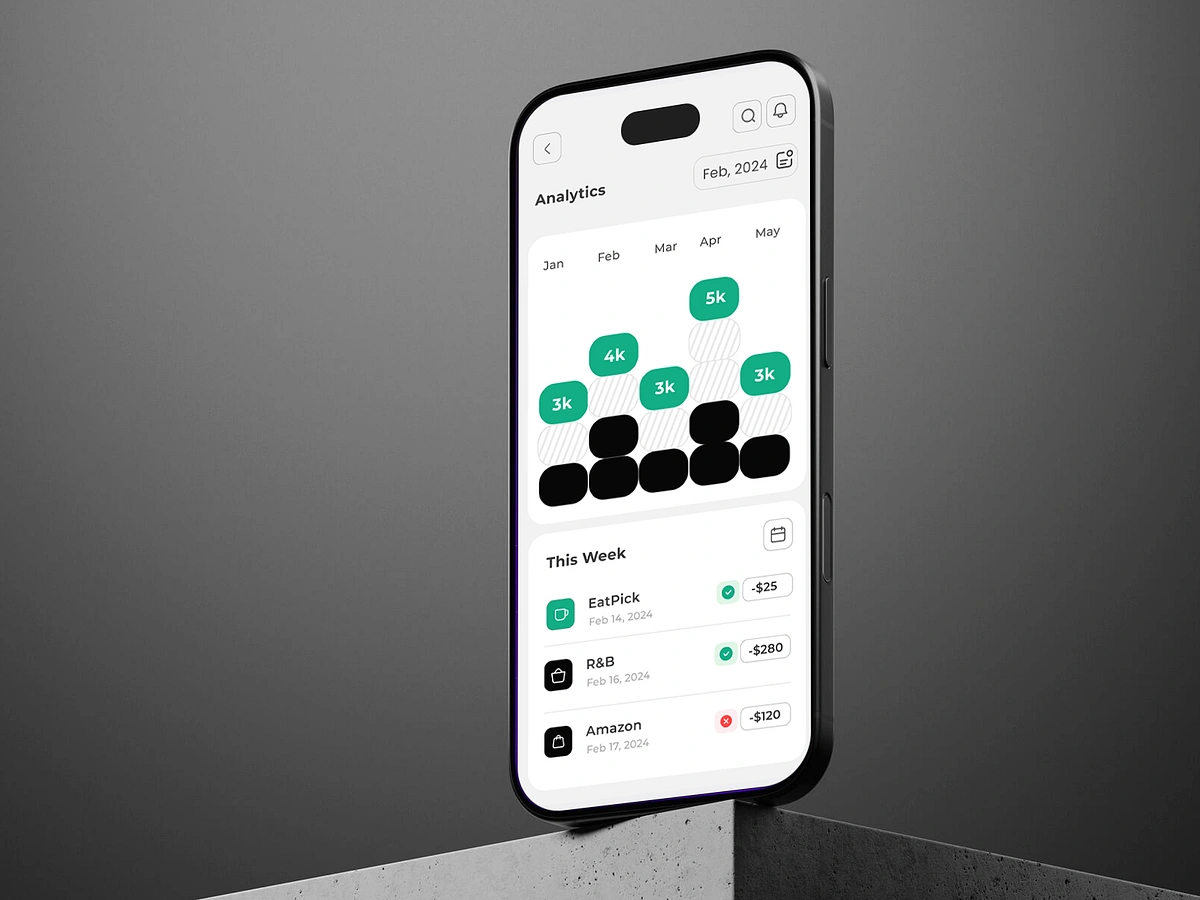 Analytics
Feb, 2024
Jan Feb Mar Apr May
5k
4k
3k
3k
3k
This Week
EatPick
Feb 14, 2024
-$25
R&B
Feb 16, 2024
-$280
Amazon
Feb 17, 2024
-$120